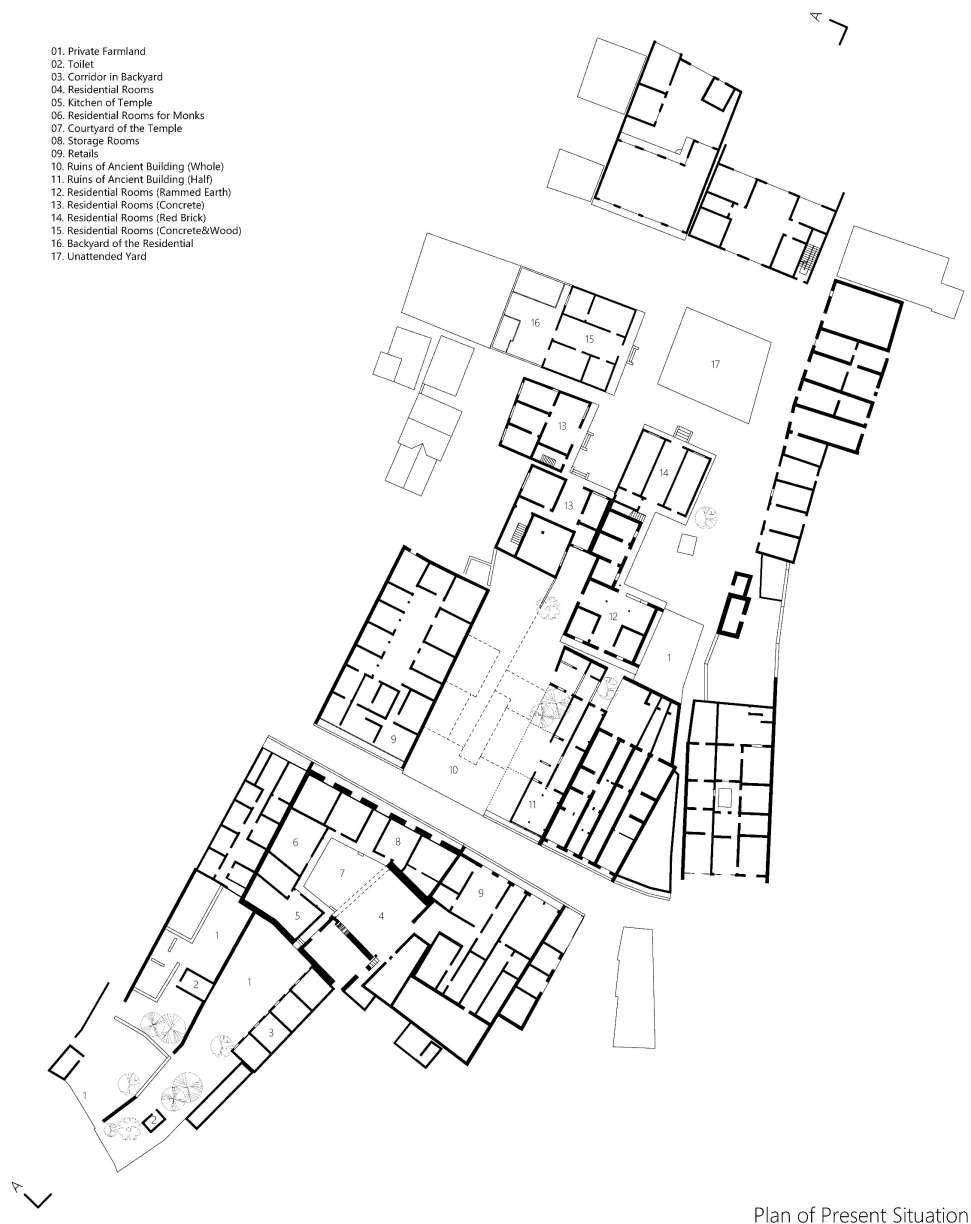 A
01. Private Farmland
02. Toilet
03. Corridor in Backyard
04. Residential Rooms
05. Kitchen of Temple
06. Residential Rooms for Monks
07. Courtyard of the Temple
08. Storage Rooms
09. Retails
10. Ruins of Ancient Building (Whole)
11. Ruins of Ancient Building (Half)
12. Residential Rooms (Rammed Earth)
13. Residential Rooms (Concrete)
14. Residential Rooms (Red Brick)
15. Residential Rooms (Concrete&Wood)
16. Backyard of the Residential
17. Unattended Yard
16
15
17
13
14
13
12
1
9
10
11
6
8
7
9
5
4
1
2
1
3
1
2
A
Plan of Present Situation